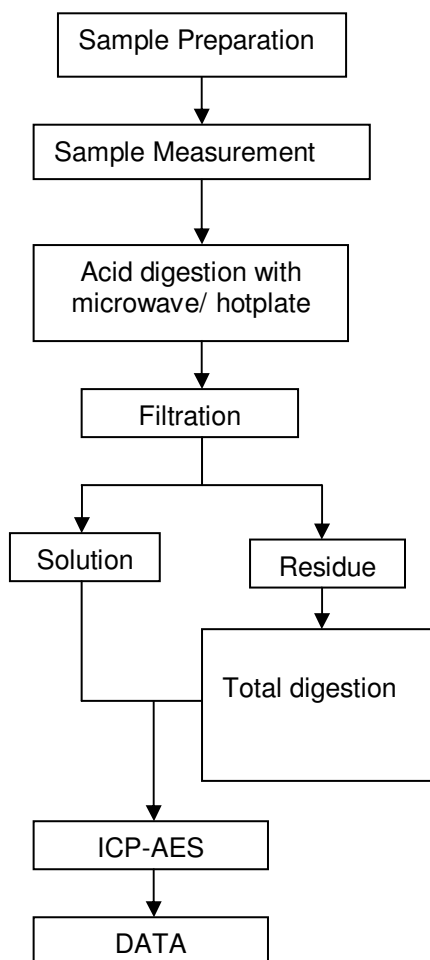 Sample Preparation
Sample Measurement
Acid digestion with
microwave/ hotplate
Filtration
Solution
Residue
Total digestion
ICP-AES
DATA